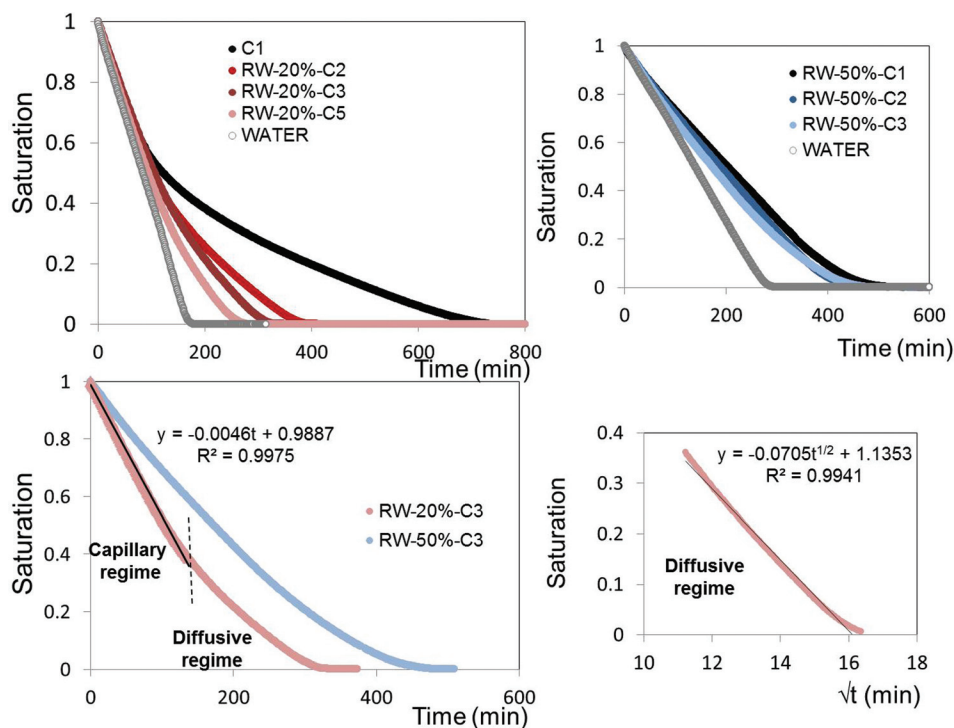 1
0.8
0.6
0.4
0.2
0
Saturation
C1
RW-20%-C2
RW-20%-C3
RW-20%-C5
WATER
0 200 400 600 800
Time (min)
1
0.8
0.6
0.4
0.2
0
Saturation
RW-50%-C1
RW-50%-C2
RW-50%-C3
WATER
0 200 400 600
Time (min)
1
0.8
0.6
0.4
0.2
0
Saturation
y = -0.0046t + 0.9887
R² = 0.9975
RW-20%-C3
RW-50%-C3
Capillary
regime
Diffusive
regime
0 200 400 600
Time (min)
0.4
0.3
0.2
0.1
0
Saturation
y = -0.0705t^1/2 + 1.1353
R² = 0.9941
Diffusive
regime
10 12 14 16 18
√t (min)